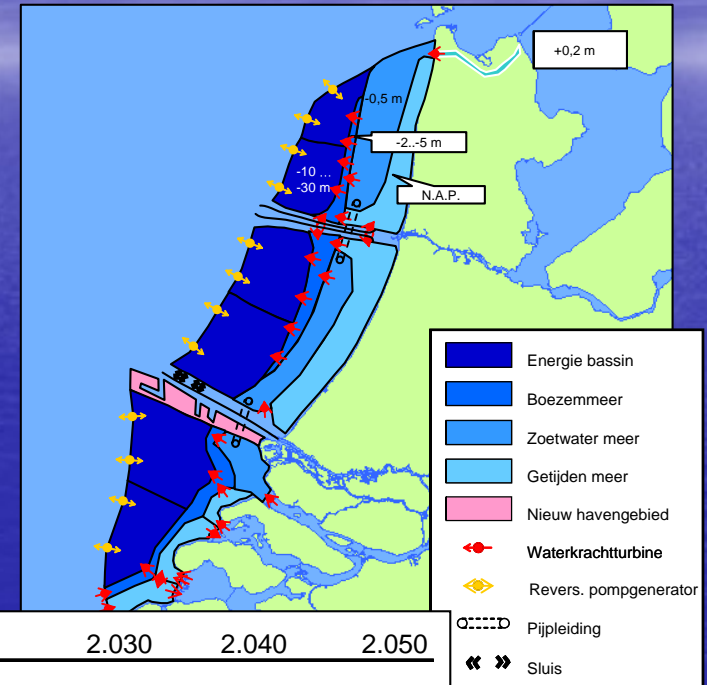 +0,2 m
-0,5 m
-2..-5 m
-10 ...
-30 m
N.A.P.
Energie bassin
Boezemmeer
Zoetwater meer
Getijden meer
Nieuw havengebied
Waterkrachtturbine
Revers. pompgenerator
Pijpleiding
Sluis
2.030 2.040 2.050